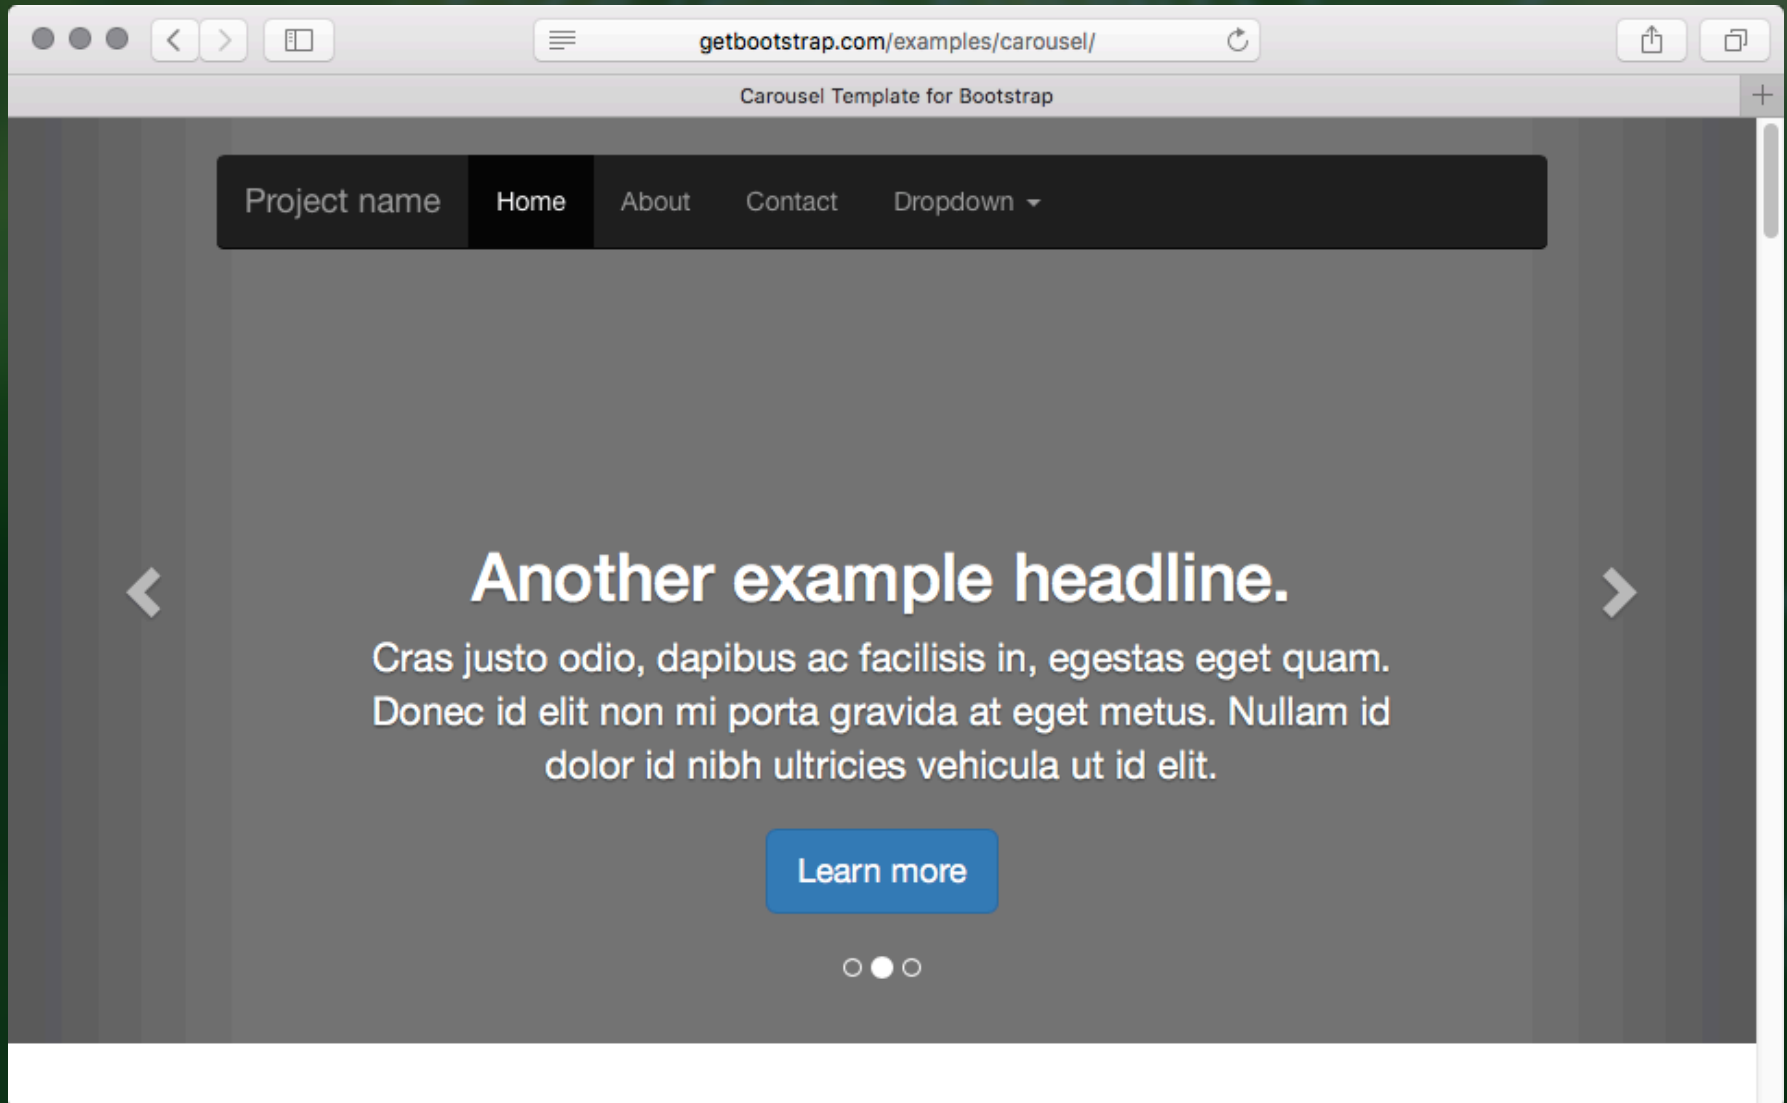 getbootstrap.com/examples/carousel/
Carousel Template for Bootstrap
Project name Home About Contact Dropdown
Another example headline.
Cras justo odio, dapibus ac facilisis in, egestas eget quam.
Donec id elit non mi porta gravida at eget metus. Nullam id
dolor id nibh ultricies vehicula ut id elit.
Learn more